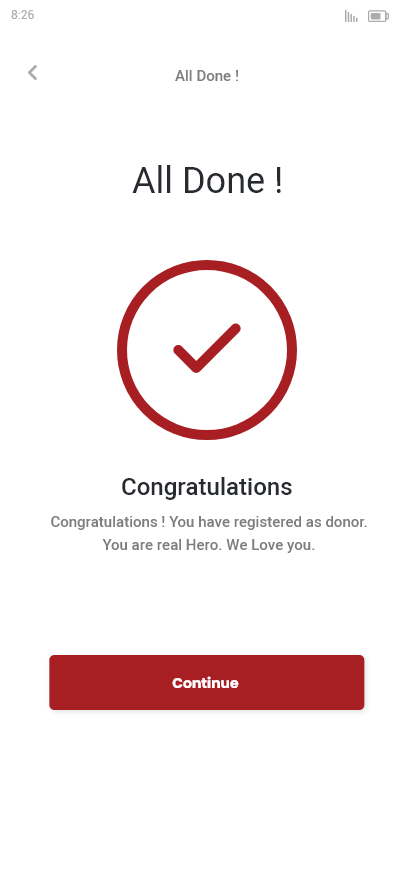 8:26
All Done !
All Done !
Congratulations
Congratulations ! You have registered as donor.
You are real Hero. We Love you.
Continue